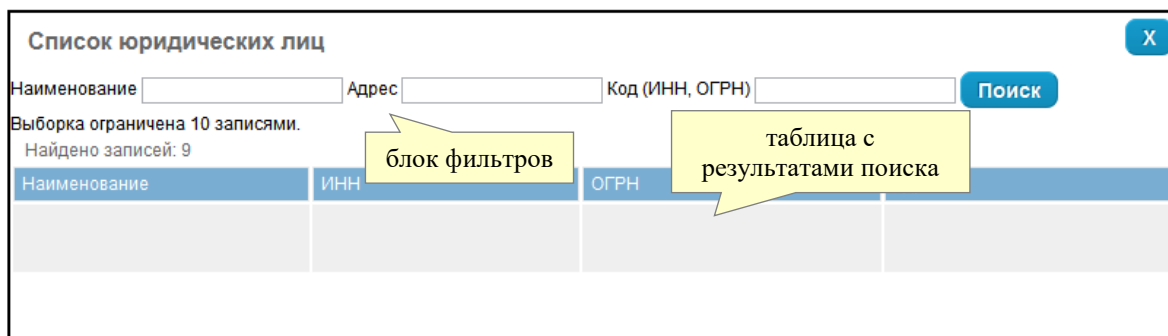 Список юридических лиц
X
Наименование Адрес Код (ИНН, ОГРН) Поиск
Выборка ограничена 10 записями.
Найдено записей: 9
блок фильтров
таблица с
результатами поиска
Наименование ИНН ОГРН